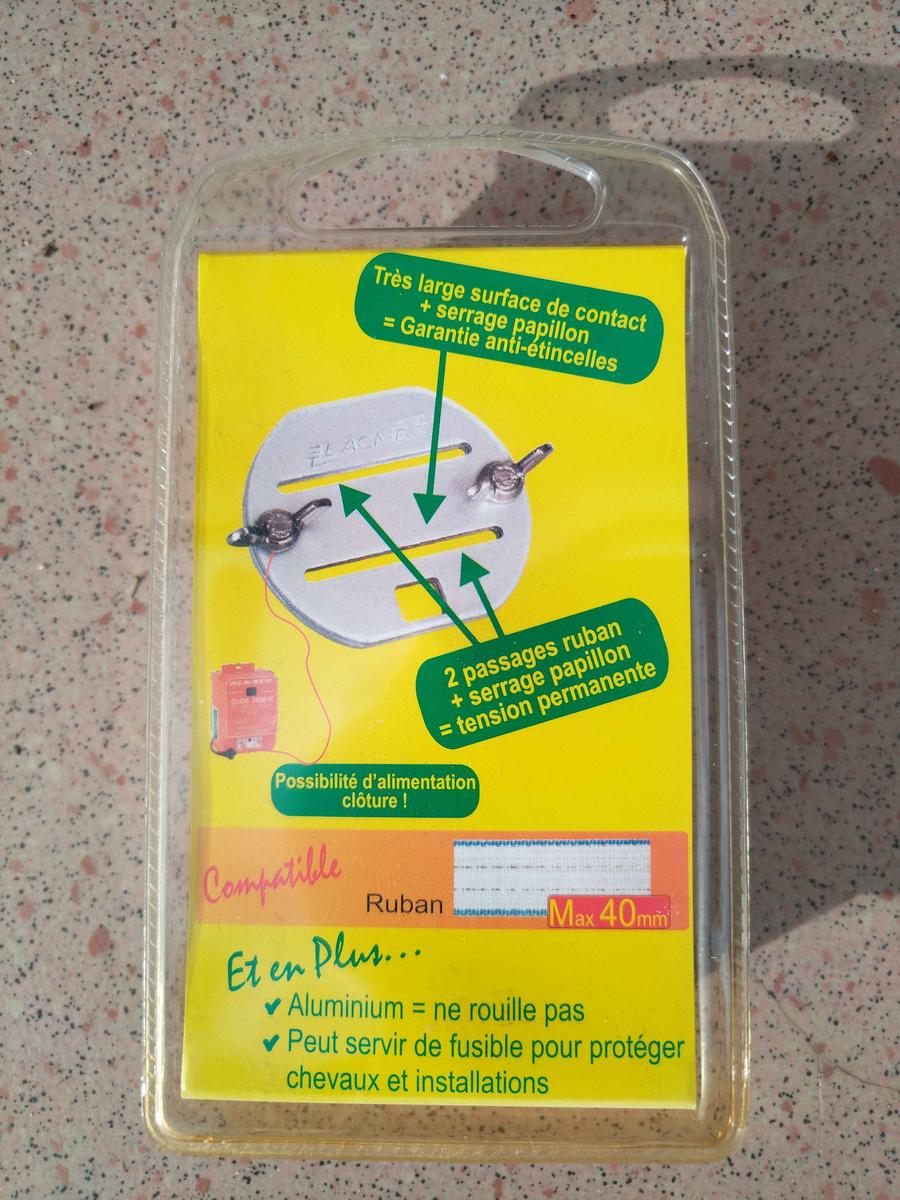 Très large surface de contact
+ serrage papillon
= Garantie anti-étincelles
LACME
2 passages ruban
+ serrage papillon
= tension permanente
LACME
Possibilité d'alimentation
clôture !
Compatible
Ruban
Max 40mm
Et en Plus...
✔ Aluminium = ne rouille pas
✔ Peut servir de fusible pour protéger
chevaux et installations